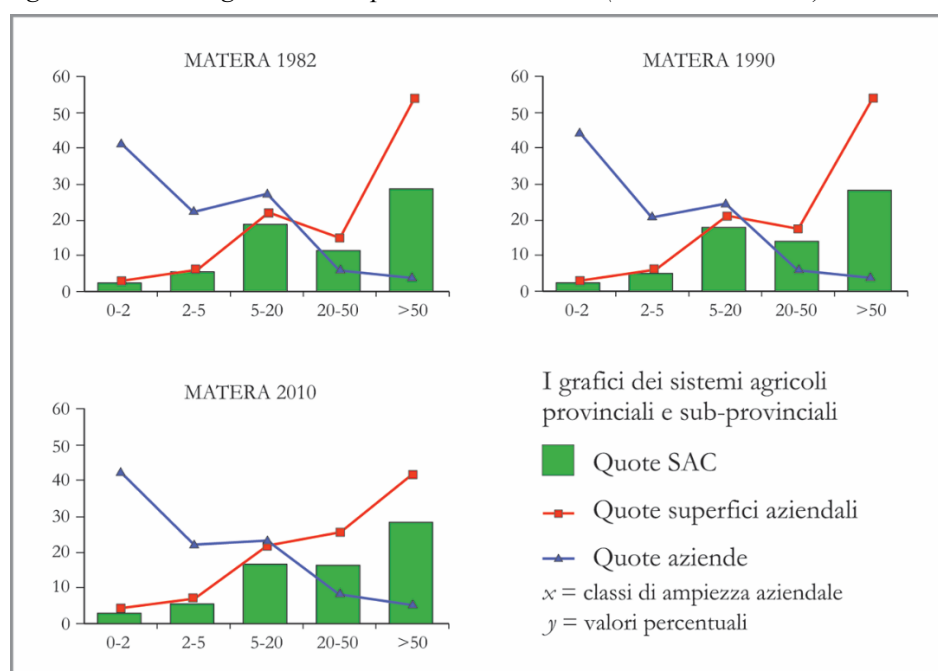 MATERA 1982
60
50
40
30
20
10
0
0-2 2-5 5-20 20-50 >50
MATERA 1990
60
50
40
30
20
10
0
0-2 2-5 5-20 20-50 >50
MATERA 2010
60
50
40
30
20
10
0
0-2 2-5 5-20 20-50 >50
I grafici dei sistemi agricoli
provinciali e sub-provinciali
Quote SAC
Quote superfici aziendali
Quote aziende
x = classi di ampiezza aziendale
y = valori percentuali